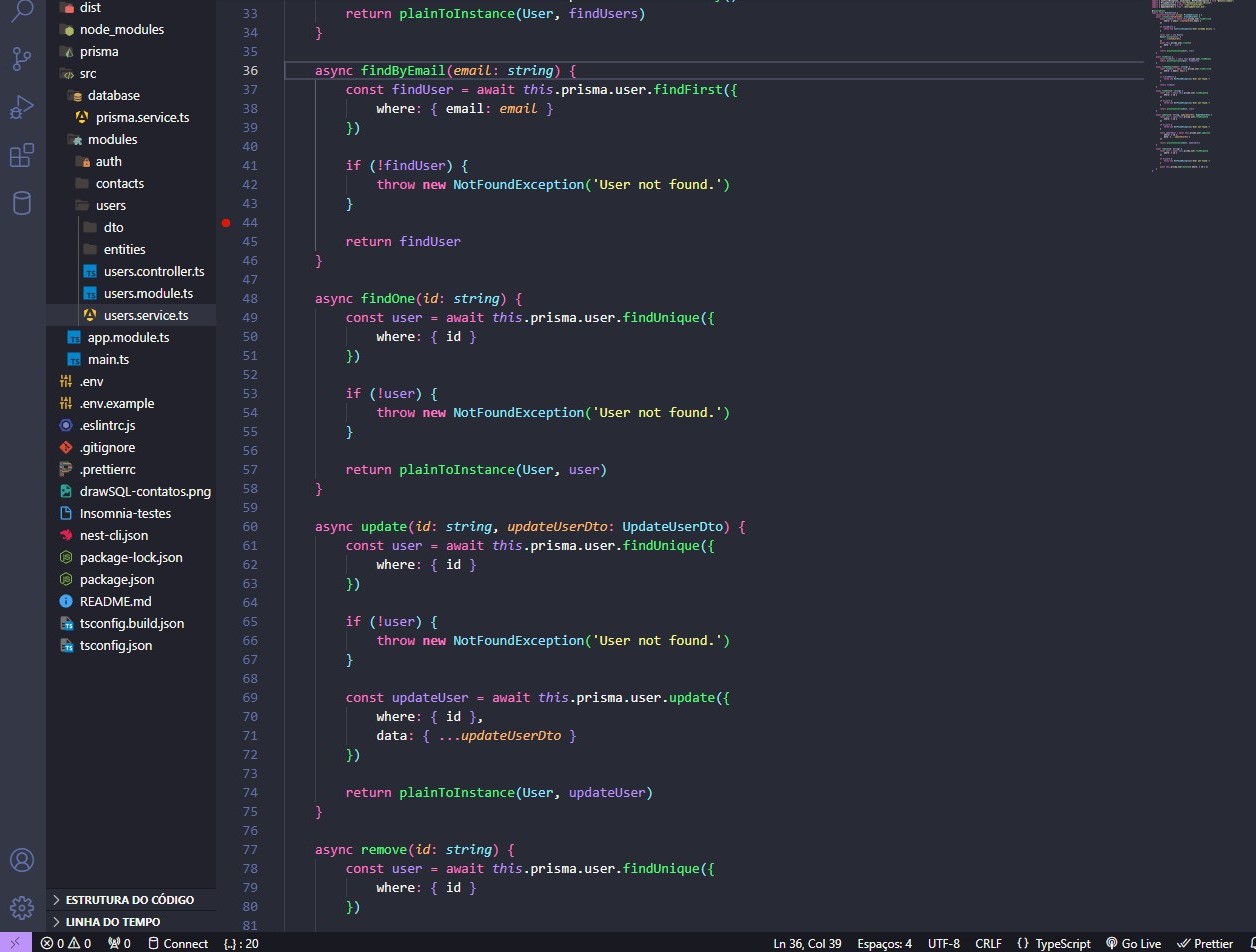 dist
node_modules
prisma
src
database
prisma.service.ts
modules
auth
contacts
users
dto
entities
users.controller.ts
users.module.ts
users.service.ts
app.module.ts
main.ts
.env
.env.example
.eslintrc.js
.gitignore
.prettierrc
drawSQL-contatos.png
Insomnia-testes
nest-cli.json
package-lock.json
package.json
README.md
tsconfig.build.json
tsconfig.json
ESTRUTURA DO CÓDIGO
LINHA DO TEMPO
33 return plainToInstance(User, findUsers)
34 }
35
36 async findByEmail(email: string) {
37 const findUser = await this.prisma.user.findFirst({
38 where: { email: email }
39 })
40
41 if (!findUser) {
42 throw new NotFoundException('User not found.')
43 }
44
45 return findUser
46 }
47
48 async findOne(id: string) {
49 const user = await this.prisma.user.findUnique({
50 where: { id }
51 })
52
53 if (!user) {
54 throw new NotFoundException('User not found.')
55 }
56
57 return plainToInstance(User, user)
58 }
59
60 async update(id: string, updateUserDto: UpdateUserDto) {
61 const user = await this.prisma.user.findUnique({
62 where: { id }
63 })
64
65 if (!user) {
66 throw new NotFoundException('User not found.')
67 }
68
69 const updateUser = await this.prisma.user.update({
70 where: { id },
71 data: { ...updateUserDto }
72 })
73
74 return plainToInstance(User, updateUser)
75 }
76
77 async remove(id: string) {
78 const user = await this.prisma.user.findUnique({
79 where: { id }
80 })
81
0 0 0 Connect {..} : 20 Ln 36, Col 39 Espaços: 4 UTF-8 CRLF {} TypeScript Go Live Prettier